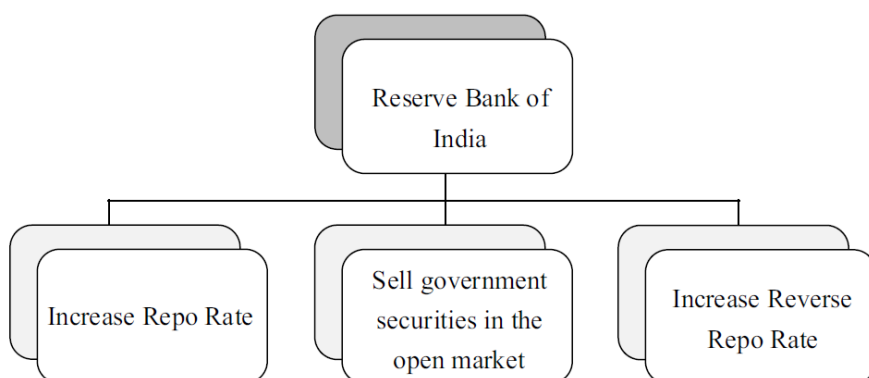 Reserve Bank of
India
Increase Repo Rate
Sell government
securities in the
open market
Increase Reverse
Repo Rate